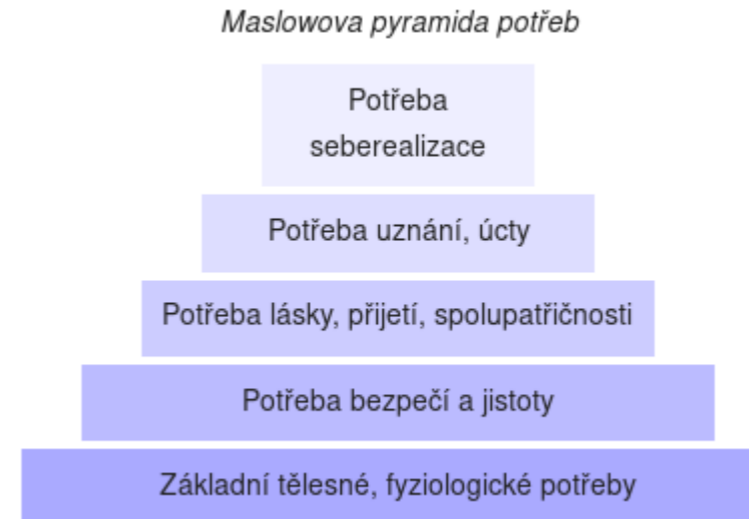 Maslowova pyramida potřeb
Potřeba
seberealizace
Potřeba uznání, úcty
Potřeba lásky, přijetí, spolupatřičnosti
Potřeba bezpečí a jistoty
Základní tělesné, fyziologické potřeby